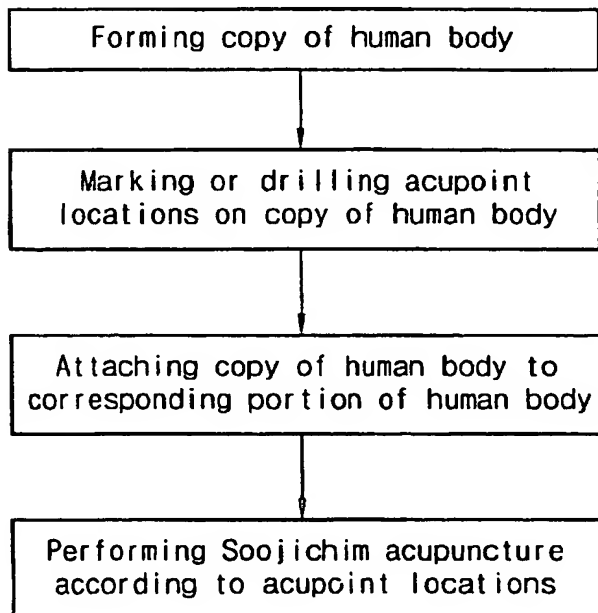 Forming copy of human body
Marking or drilling acupoint
locations on copy of human body
Attaching copy of human body to
corresponding portion of human body
Performing Soojichim acupuncture
according to acupoint locations